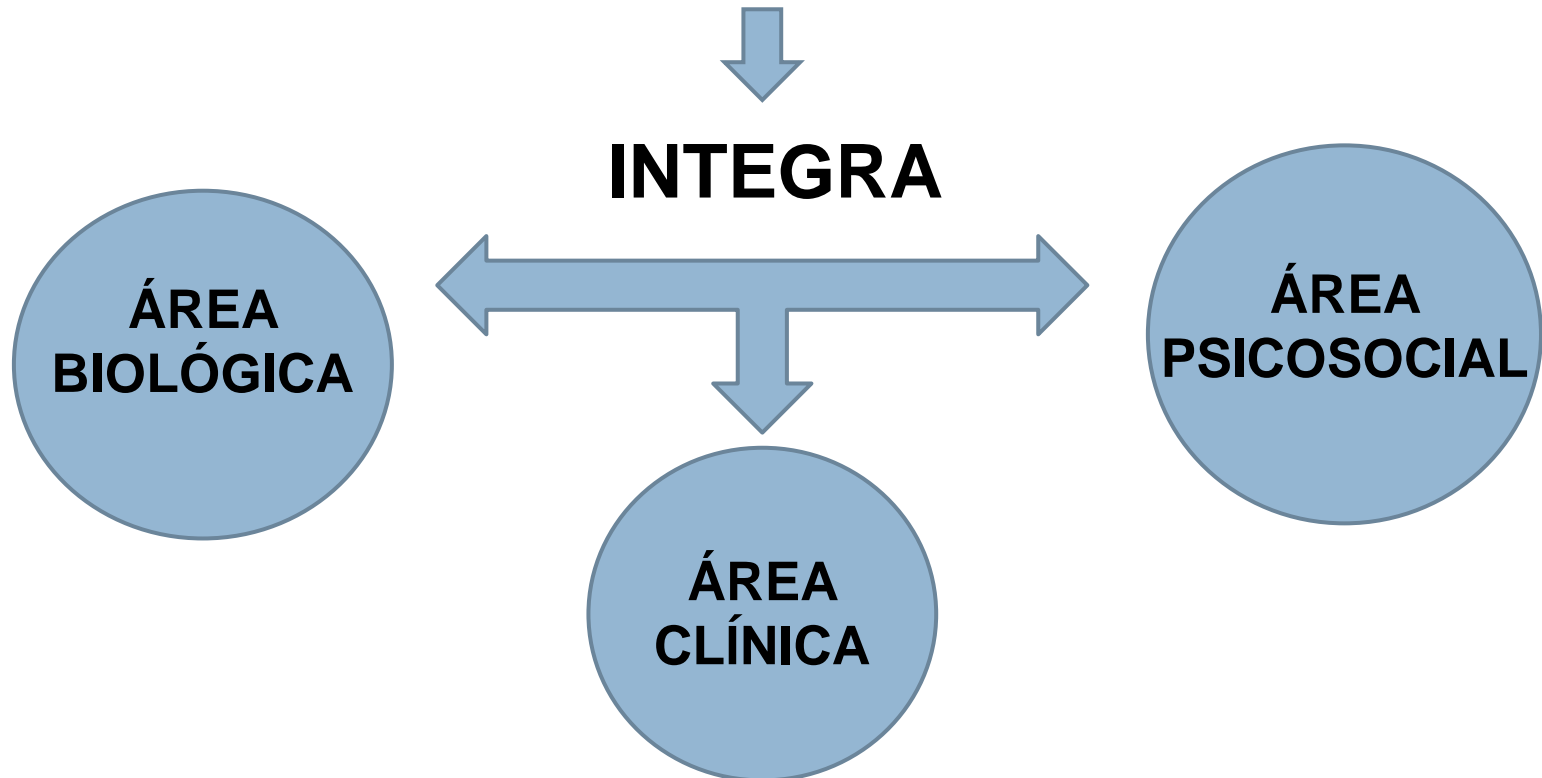 INTEGRA
ÁREA
BIOLÓGICA
ÁREA
PSICOSOCIAL
ÁREA
CLÍNICA